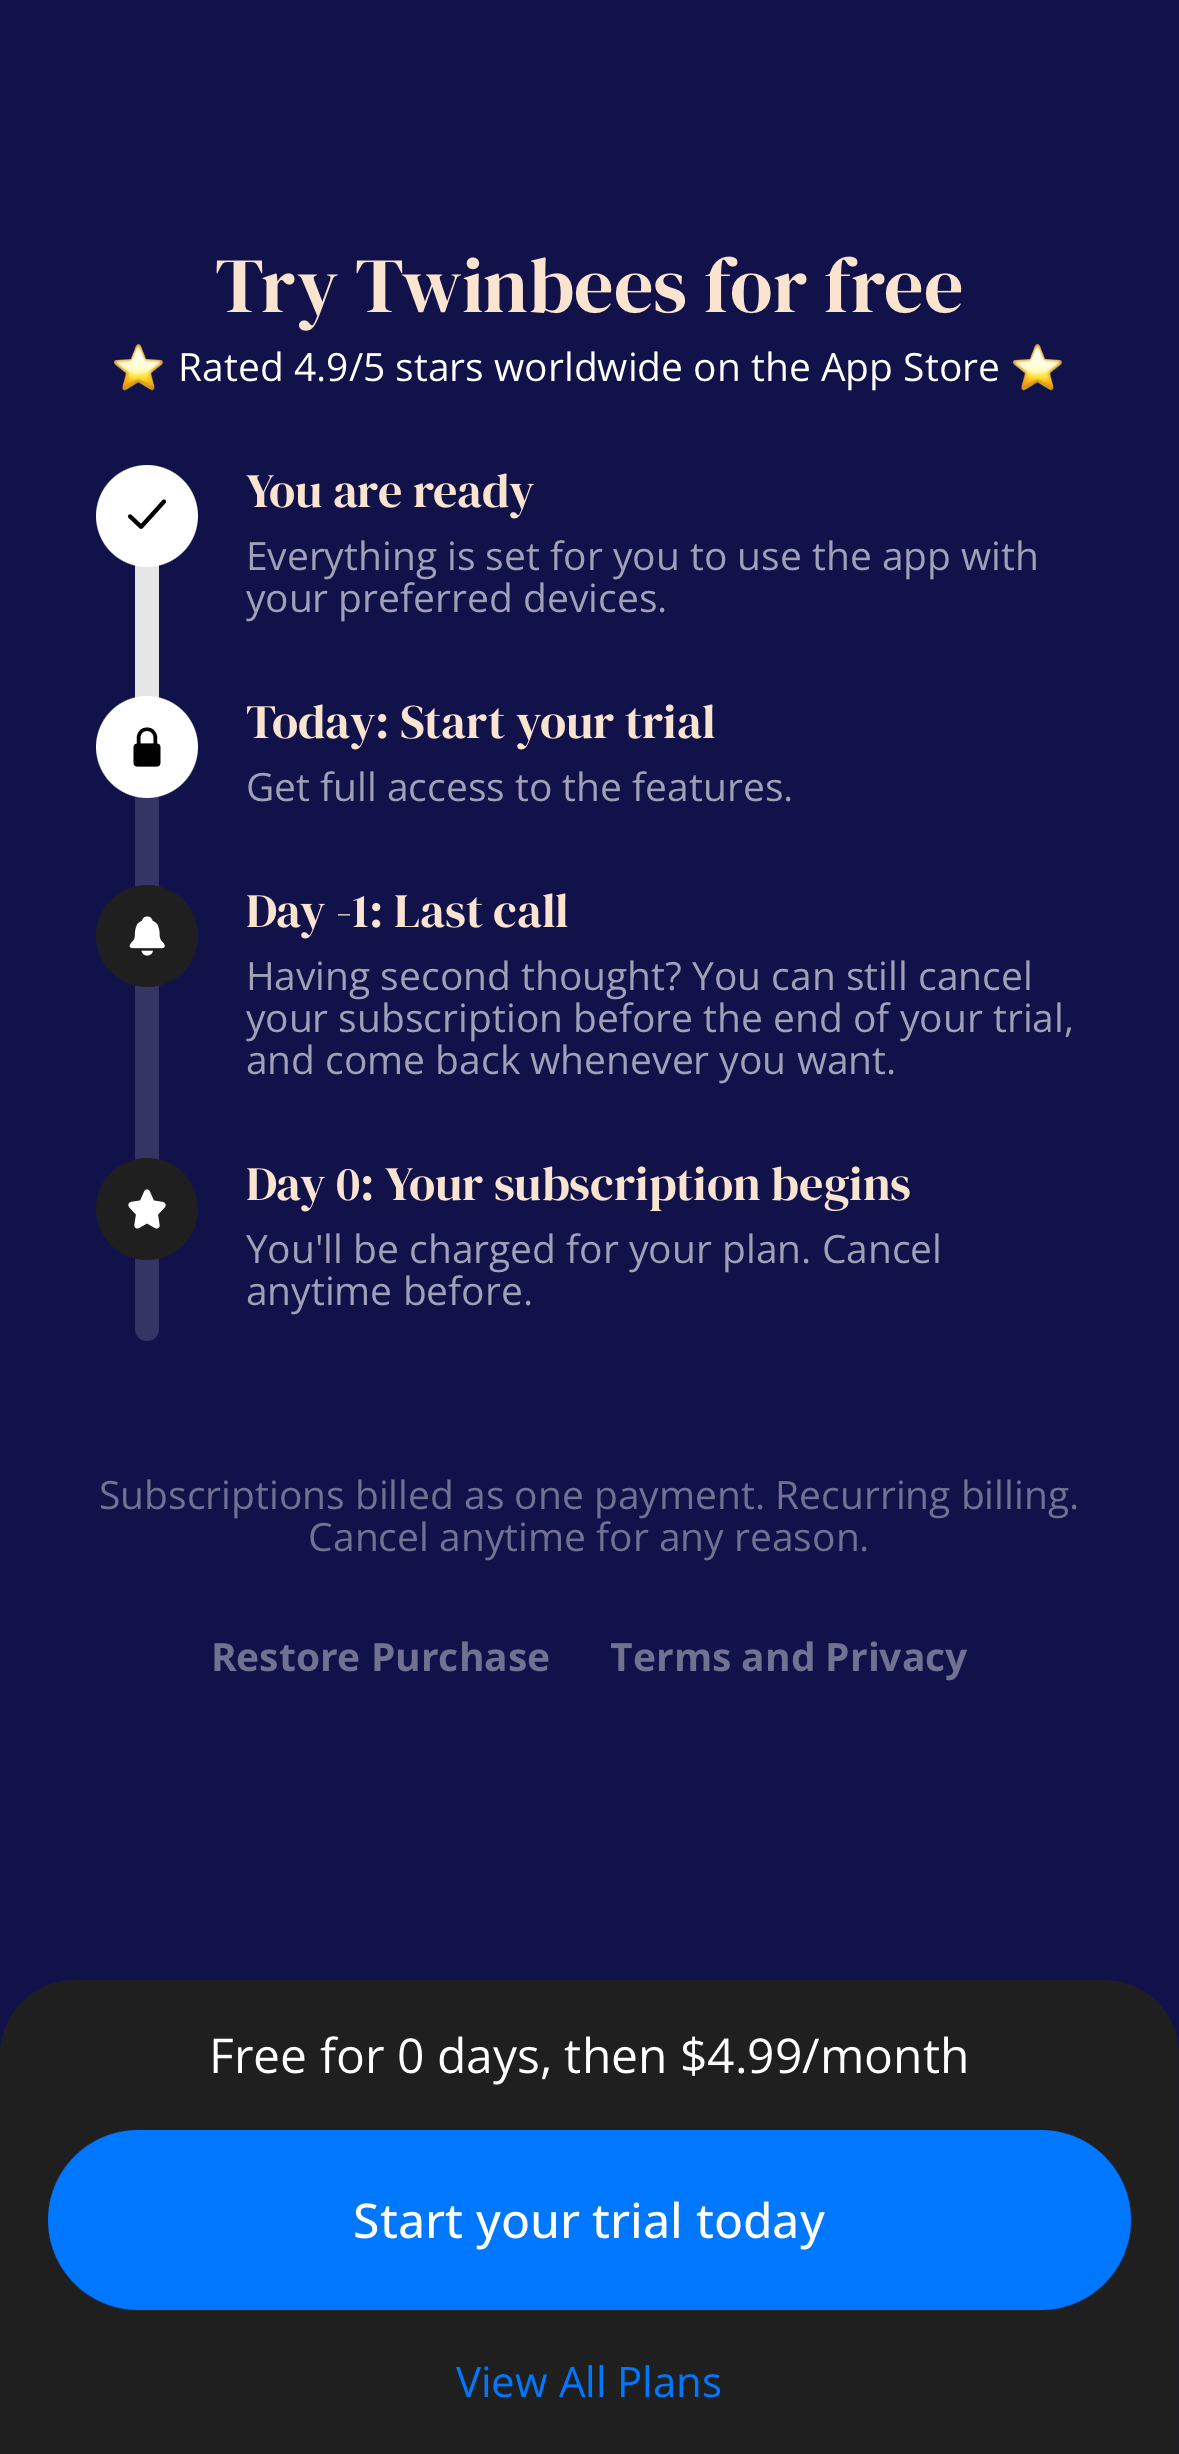 Try Twinbees for free
⭐ Rated 4.9/5 stars worldwide on the App Store ⭐
You are ready
Everything is set for you to use the app with
your preferred devices.
Today: Start your trial
Get full access to the features.
Day -1: Last call
Having second thought? You can still cancel
your subscription before the end of your trial,
and come back whenever you want.
Day 0: Your subscription begins
You'll be charged for your plan. Cancel
anytime before.
Subscriptions billed as one payment. Recurring billing.
Cancel anytime for any reason.
Restore Purchase Terms and Privacy
Free for 0 days, then $4.99/month
Start your trial today
View All Plans